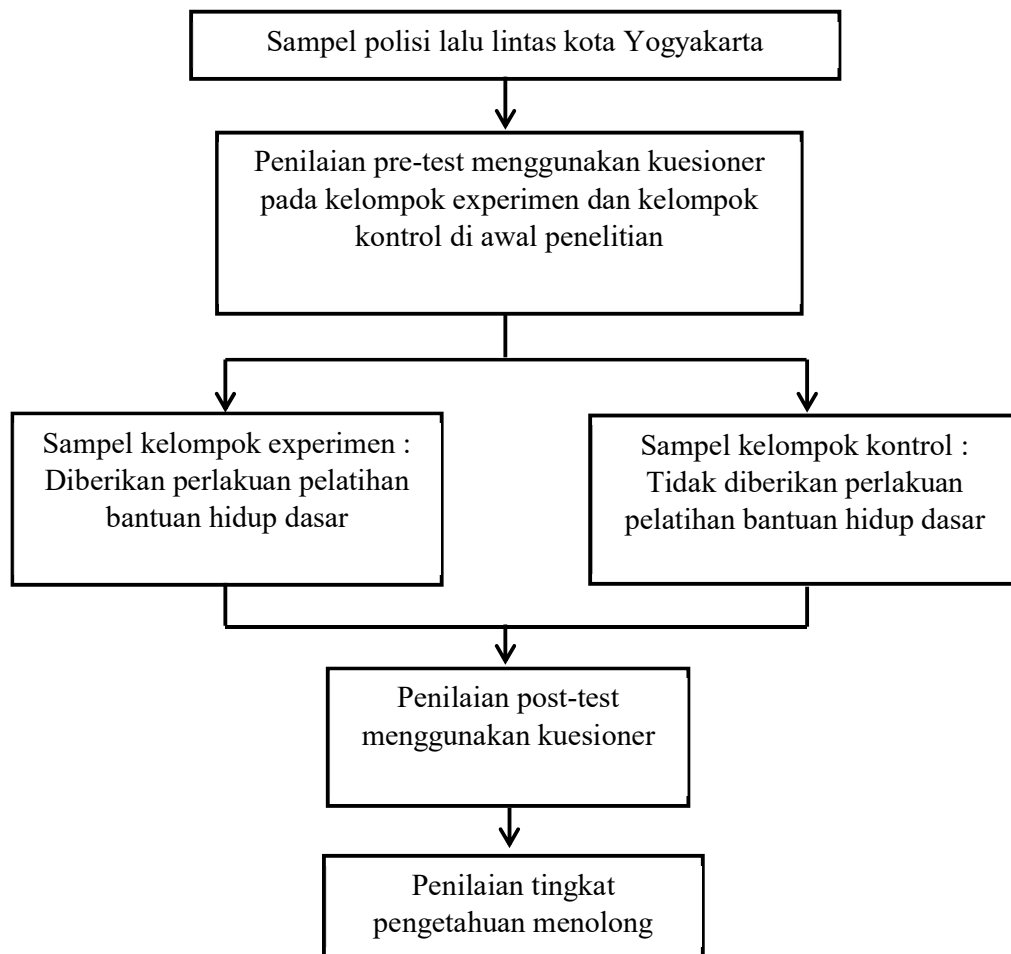 Sampel polisi lalu lintas kota Yogyakarta
Penilaian pre-test menggunakan kuesioner
pada kelompok experimen dan kelompok
kontrol di awal penelitian
Sampel kelompok experimen :
Diberikan perlakuan pelatihan
bantuan hidup dasar
Sampel kelompok kontrol :
Tidak diberikan perlakuan
pelatihan bantuan hidup dasar
Penilaian post-test
menggunakan kuesioner
Penilaian tingkat
pengetahuan menolong